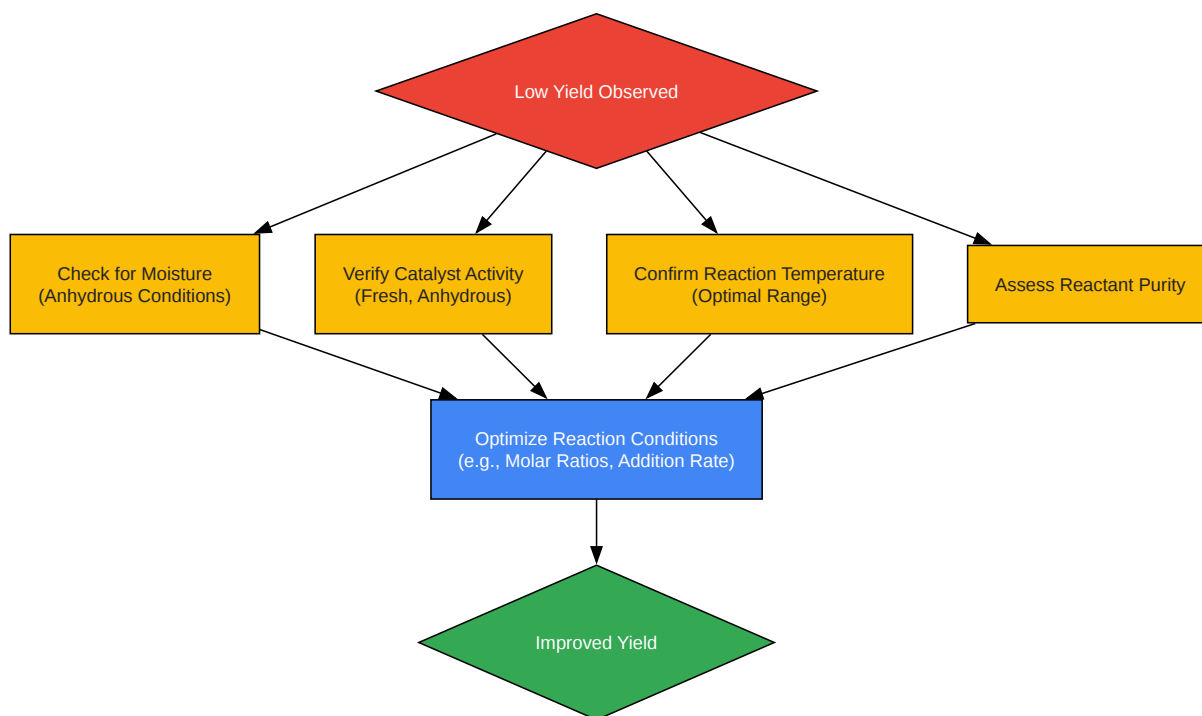 Low Yield Observed
Check for Moisture
(Anhydrous Conditions)
Verify Catalyst Activity
(Fresh, Anhydrous)
Confirm Reaction Temperature
(Optimal Range)
Assess Reactant Purity
Optimize Reaction Conditions
(e.g., Molar Ratios, Addition Rate)
Improved Yield